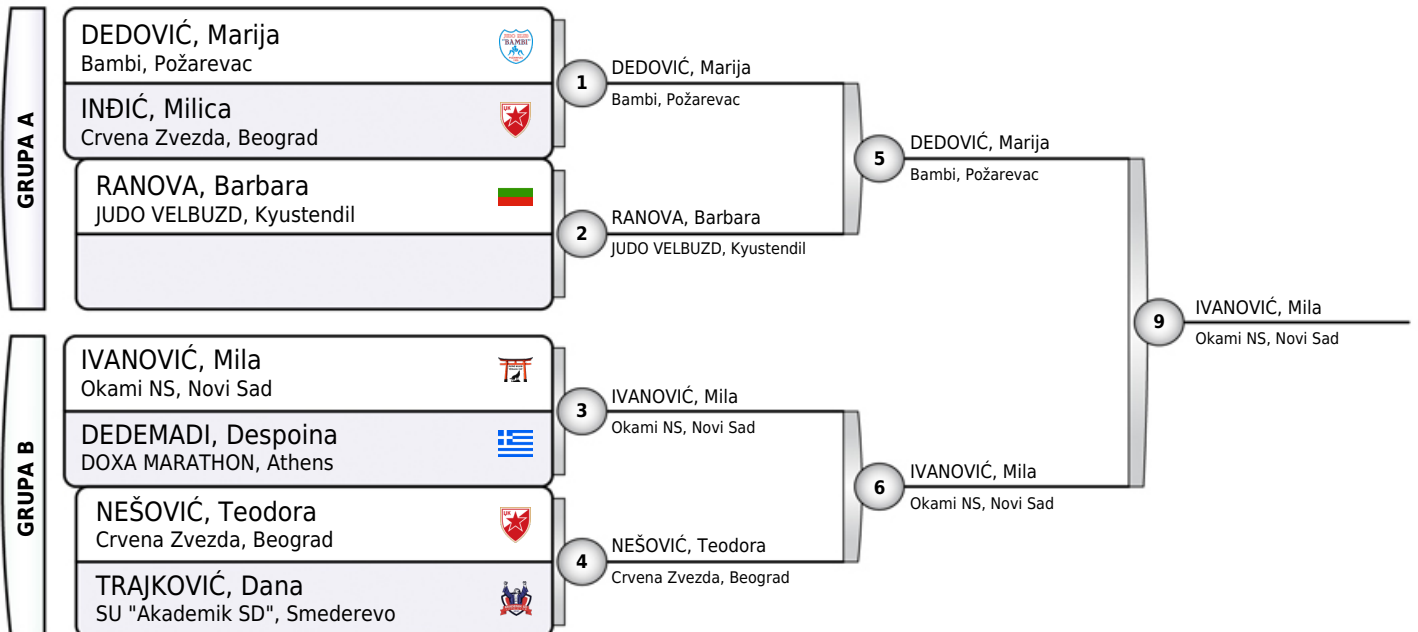 GRUPA A
DEDOVIĆ, Marija
Bambi, Požarevac
INĐIĆ, Milica
Crvena Zvezda, Beograd
RANOVA, Barbara
JUDO VELBUZD, Kyustendil
1
DEDOVIĆ, Marija
Bambi, Požarevac
2
RANOVA, Barbara
JUDO VELBUZD, Kyustendil
5
DEDOVIĆ, Marija
Bambi, Požarevac
GRUPA B
IVANOVIĆ, Mila
Okami NS, Novi Sad
DEDEMADI, Despoina
DOXA MARATHON, Athens
NEŠOVIĆ, Teodora
Crvena Zvezda, Beograd
TRAJKOVIĆ, Dana
SU "Akademik SD", Smederevo
3
IVANOVIĆ, Mila
Okami NS, Novi Sad
4
NEŠOVIĆ, Teodora
Crvena Zvezda, Beograd
6
IVANOVIĆ, Mila
Okami NS, Novi Sad
9
IVANOVIĆ, Mila
Okami NS, Novi Sad